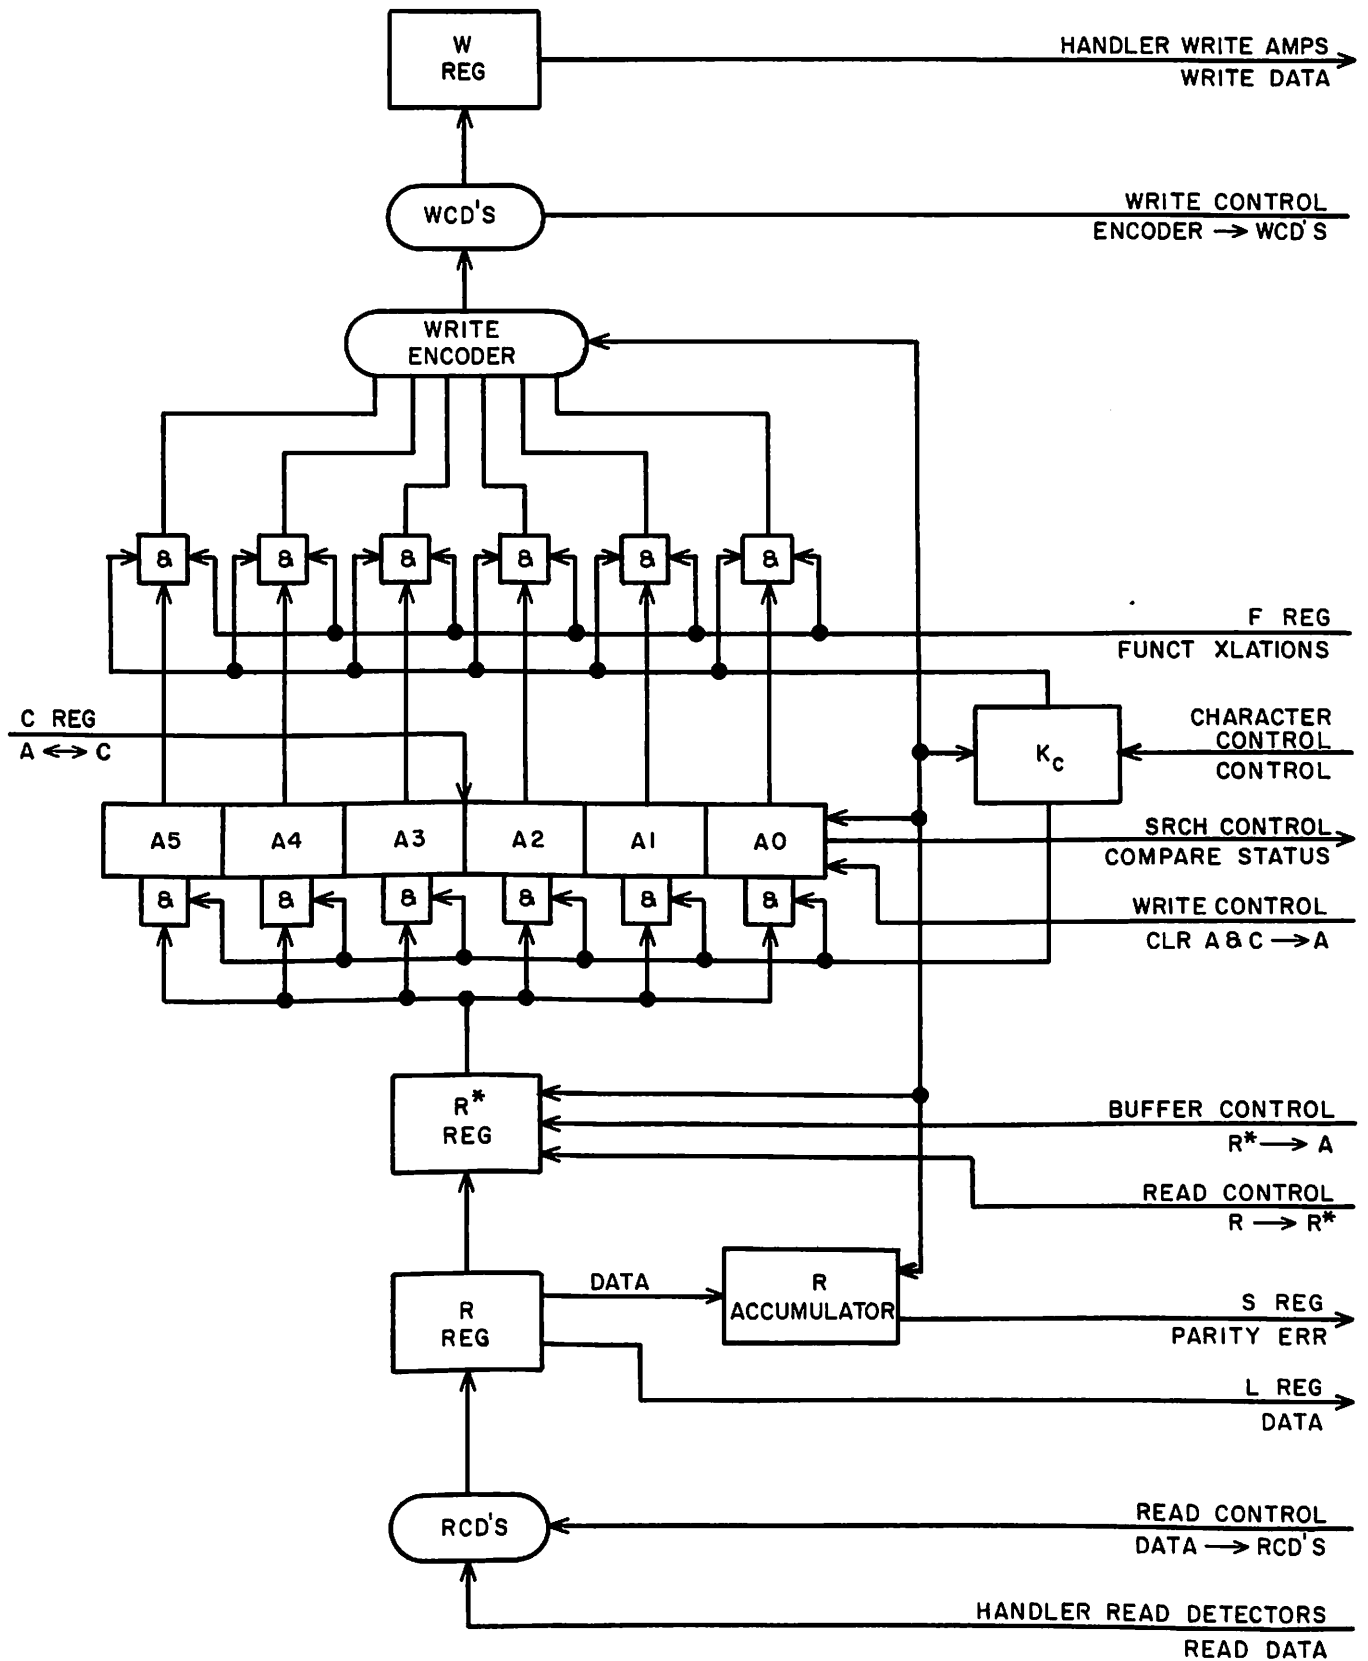 W
REG
HANDLER WRITE AMPS
WRITE DATA
WCD'S
WRITE CONTROL
ENCODER → WCD'S
WRITE
ENCODER
& & & & & &
F REG
FUNCT XLATIONS
C REG
A ↔ C
K_C
CHARACTER
CONTROL
CONTROL
A5 A4 A3 A2 A1 A0
SRCH CONTROL
COMPARE STATUS
& & & & & &
WRITE CONTROL
CLR A & C → A
R*
REG
BUFFER CONTROL
R* → A
READ CONTROL
R → R*
R
REG
DATA
R
ACCUMULATOR
S REG
PARITY ERR
L REG
DATA
RCD'S
READ CONTROL
DATA → RCD'S
HANDLER READ DETECTORS
READ DATA